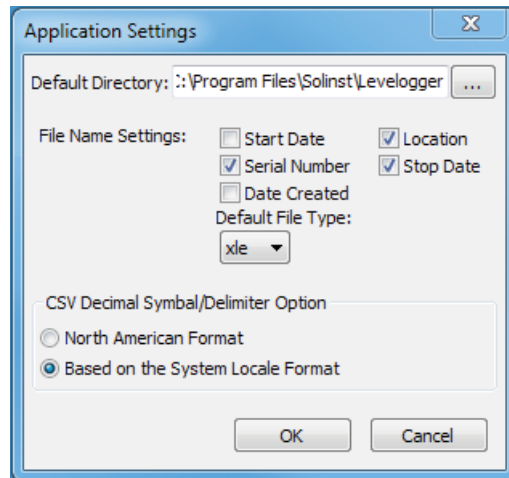 Application Settings
Default Directory: :\Program Files\Solinst\Levelogger ...
File Name Settings: Start Date Location
Serial Number Stop Date
Date Created
Default File Type:
xle
CSV Decimal Symbol/Delimiter Option
North American Format
Based on the System Locale Format
OK Cancel